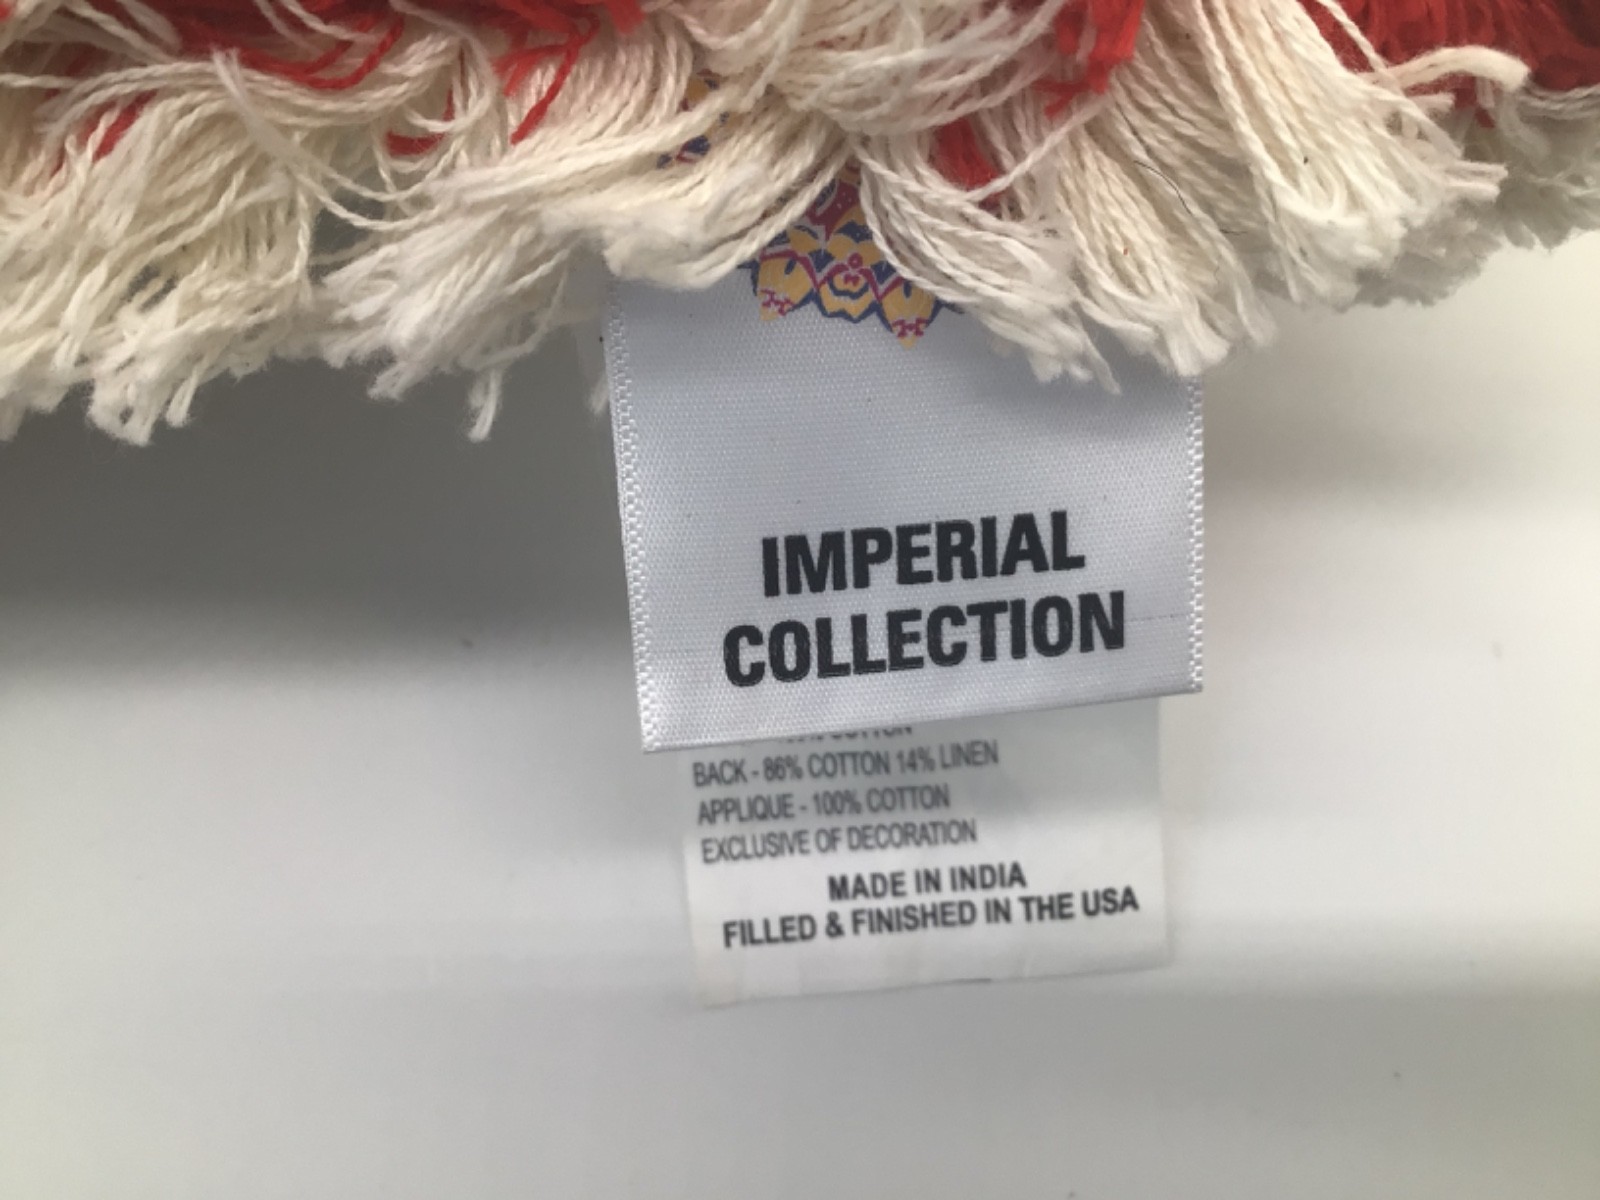 IMPERIAL
COLLECTION
COTTON
BACK - 86% COTTON 14% LINEN
APPLIQUE - 100% COTTON
EXCLUSIVE OF DECORATION
MADE IN INDIA
FILLED & FINISHED IN THE USA